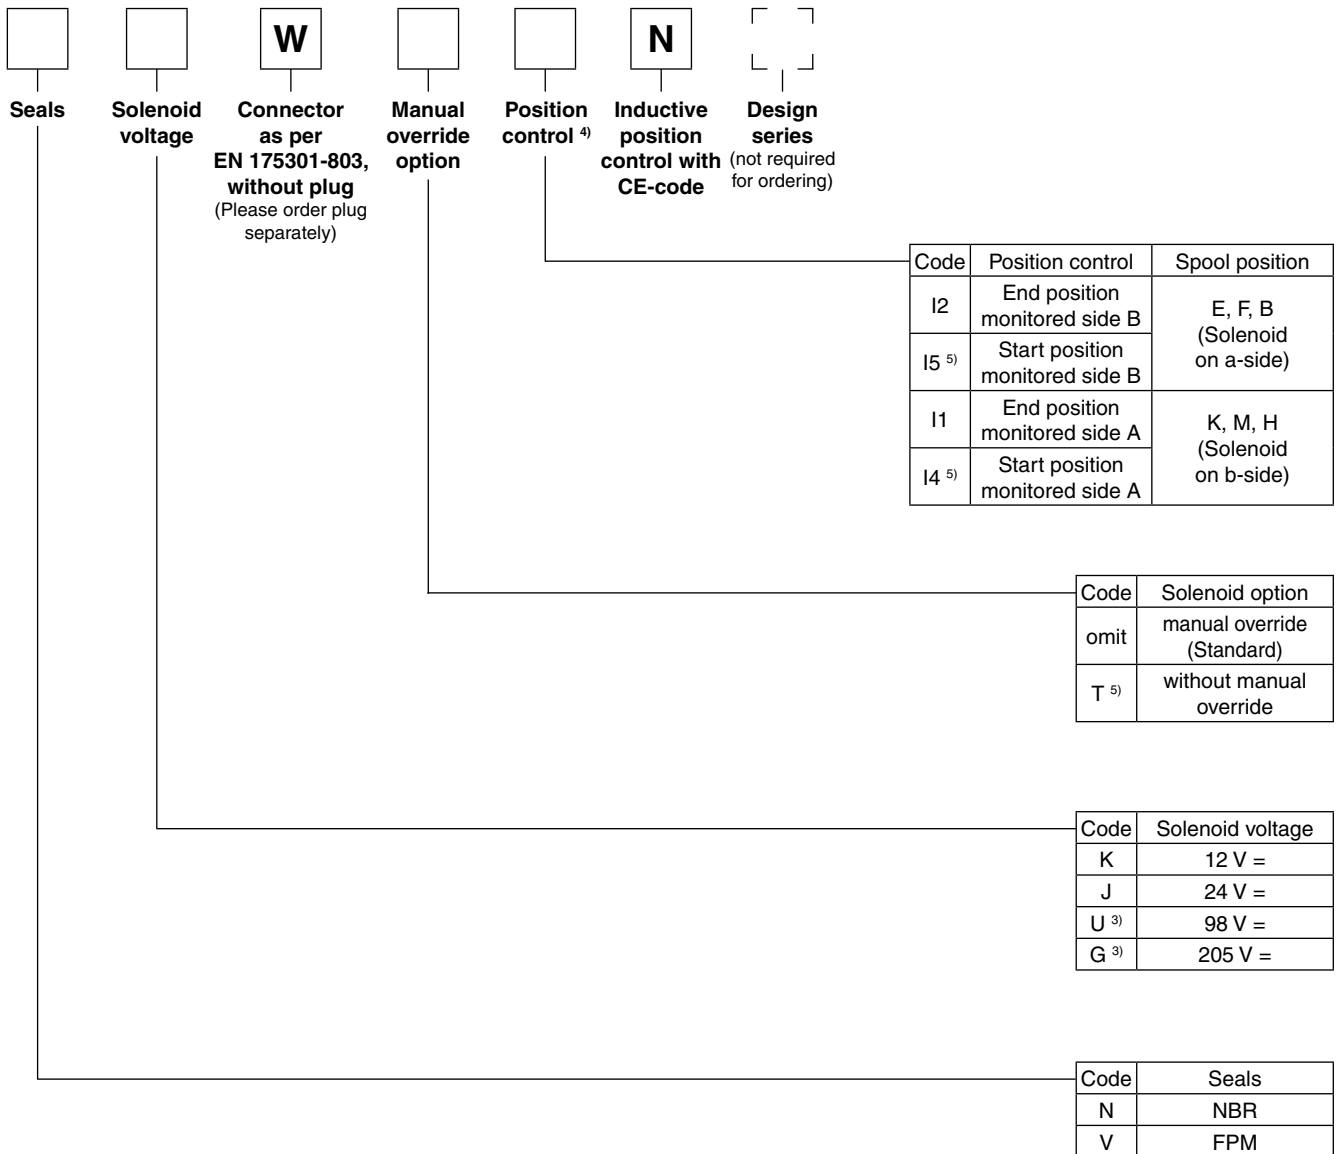 W
N
Seals
Solenoid
voltage
Connector
as per
EN 175301-803,
without plug
(Please order plug
separately)
Manual
override
option
Position
control 4)
Inductive
position
control with
CE-code
Design
series
(not required
for ordering)
Code Position control Spool position
I2 End position
monitored side B
I5 5) Start position
monitored side B
E, F, B
(Solenoid
on a-side)
I1 End position
monitored side A
I4 5) Start position
monitored side A
K, M, H
(Solenoid
on b-side)
Code Solenoid option
omit manual override
(Standard)
T 5) without manual
override
Code Solenoid voltage
K 12 V =
J 24 V =
U 3) 98 V =
G 3) 205 V =
Code Seals
N NBR
V FPM